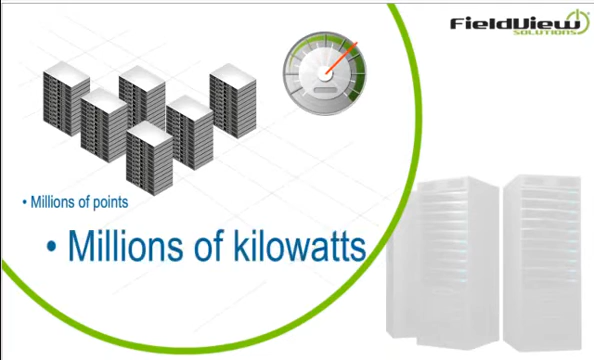 FieldView
SOLUTIONS
• Millions of points
• Millions of kilowatts